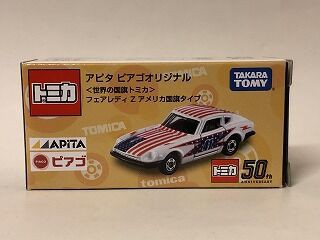 トミカ
アピタ ピアゴオリジナル
<世界の国旗トミカ>
フェアレディ Z アメリカ国旗タイプ
TAKARA
TOMY
TOMICA
APITA
ピアゴ
tomica
トミカ
50th
ANNIVERSARY